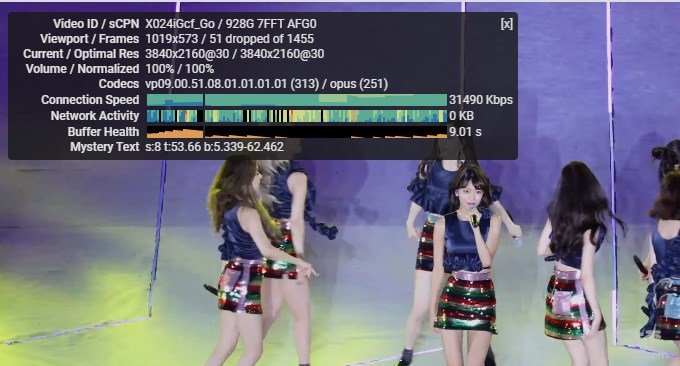 Video ID / sCPN X024iGcf_Go / 928G 7FFT AFG0 [x]
Viewport / Frames 1019x573 / 51 dropped of 1455
Current / Optimal Res 3840x2160@30 / 3840x2160@30
Volume / Normalized 100% / 100%
Codecs vp09.00.51.08.01.01.01.01 (313) / opus (251)
Connection Speed 31490 Kbps
Network Activity 0 KB
Buffer Health 9.01 s
Mystery Text s:8 t:53.66 b:5.339-62.462